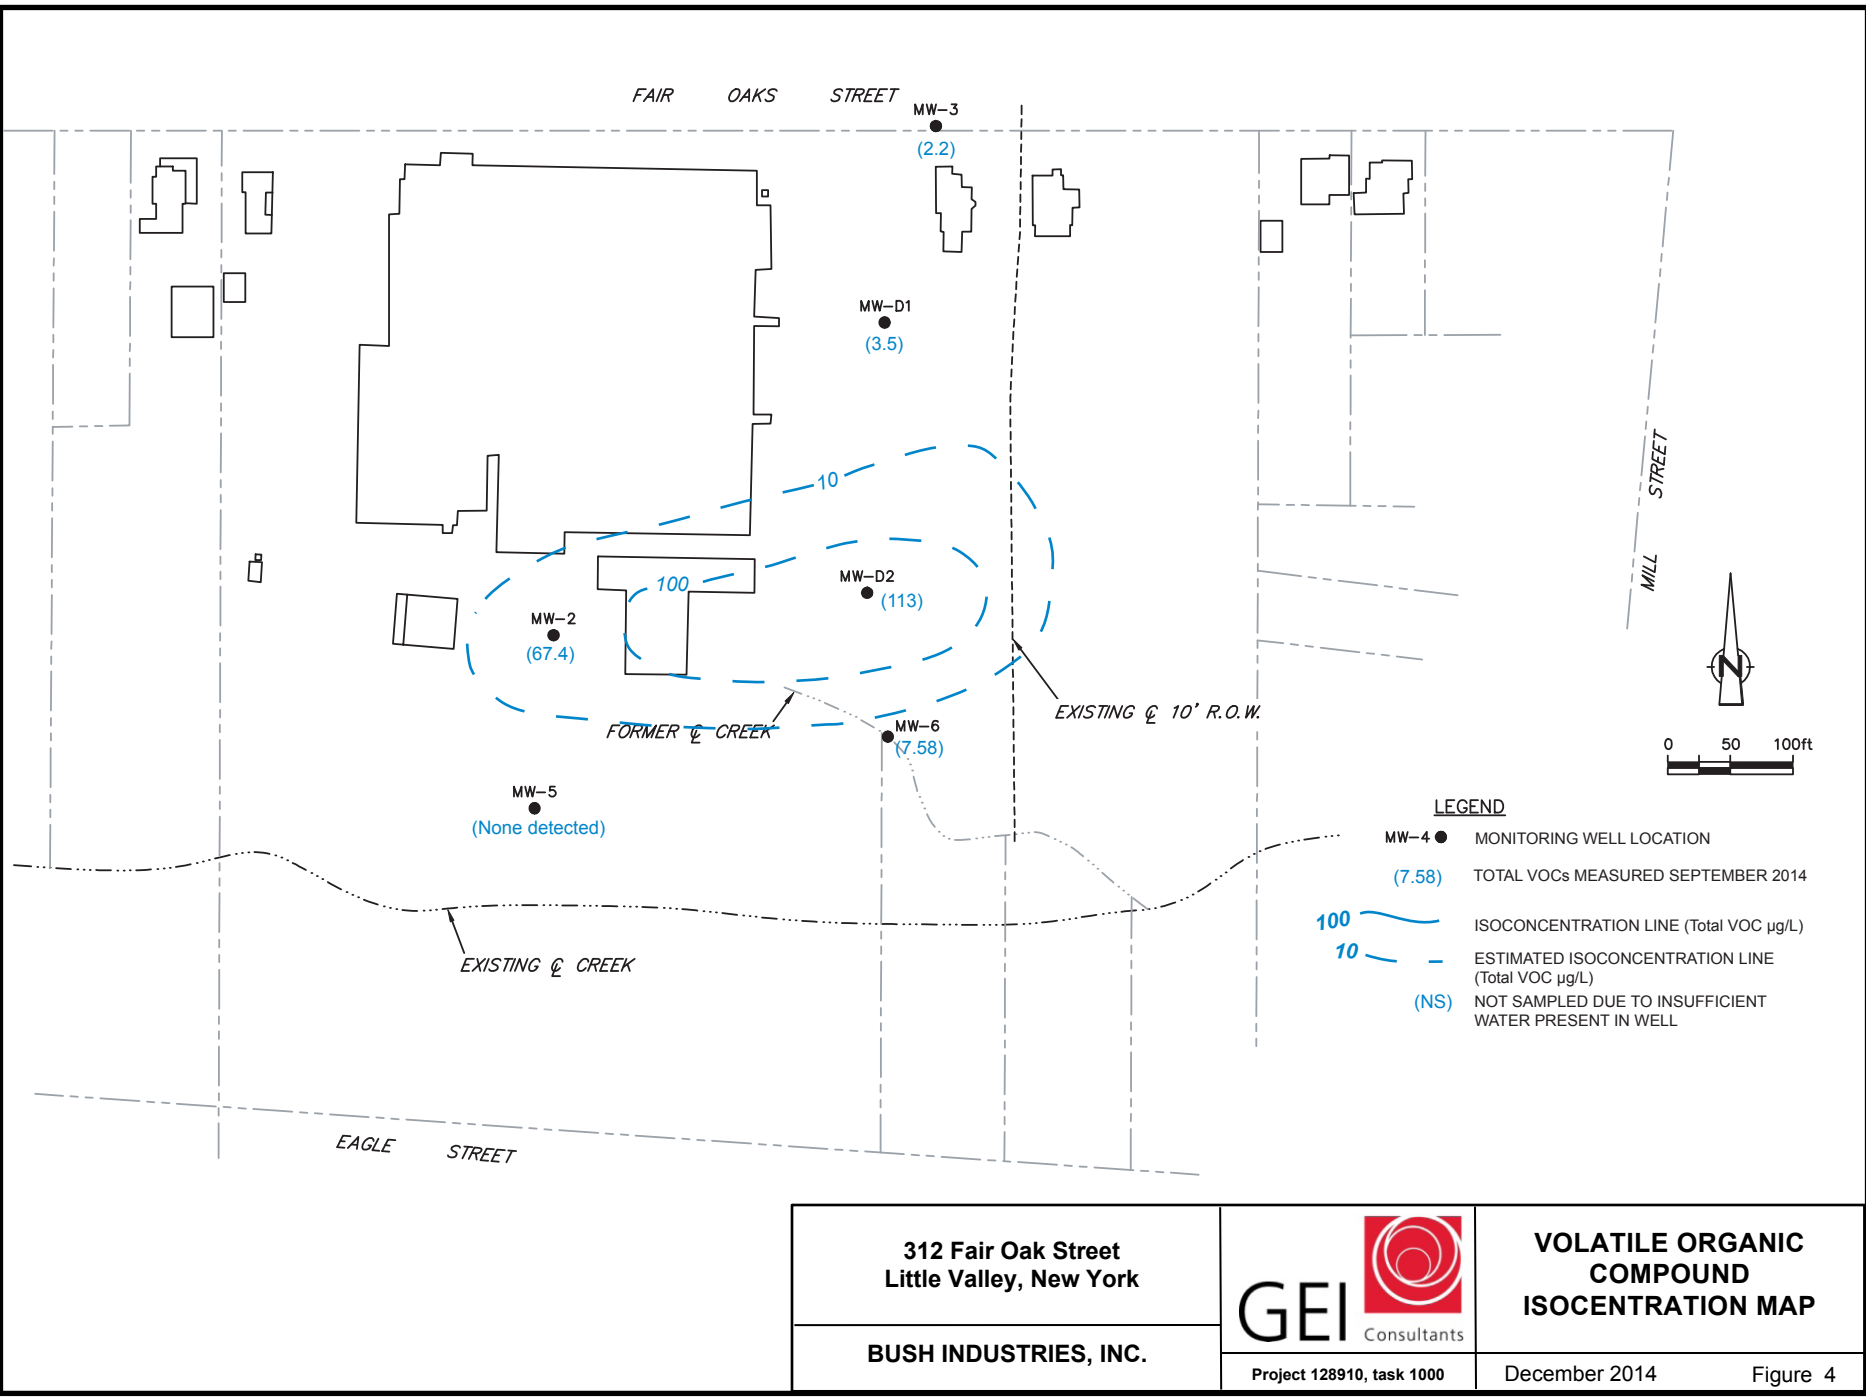 FAIR OAKS STREET
MW-3
(2.2)
MW-D1
(3.5)
10
100
MW-D2
(113)
MW-2
(67.4)
FORMER ℄ CREEK
MW-6
(7.58)
EXISTING ℄ 10' R.O.W.
MW-5
(None detected)
EXISTING ℄ CREEK
EAGLE STREET
MILL STREET
N
0 50 100ft
LEGEND
MW-4 MONITORING WELL LOCATION
(7.58) TOTAL VOCs MEASURED SEPTEMBER 2014
100 ISOCONCENTRATION LINE (Total VOC µg/L)
10 ESTIMATED ISOCONCENTRATION LINE
(Total VOC µg/L)
(NS) NOT SAMPLED DUE TO INSUFFICIENT
WATER PRESENT IN WELL
312 Fair Oak Street
Little Valley, New York
BUSH INDUSTRIES, INC.
GEI Consultants
Project 128910, task 1000
VOLATILE ORGANIC
COMPOUND
ISOCENTRATION MAP
December 2014 Figure 4